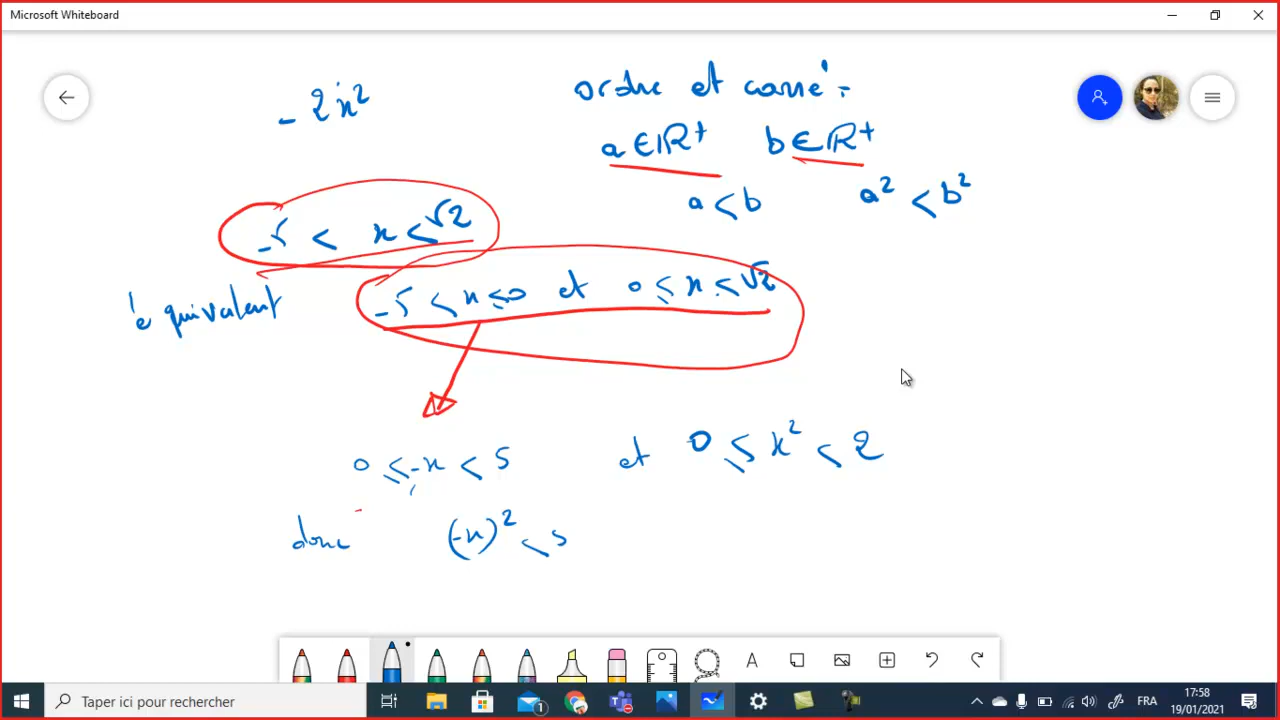 Microsoft Whiteboard
-2x²
ordre et carré :
a ∈ ℝ⁺ b ∈ ℝ⁺
a < b a² < b²
-5 < x < √2
équivalent -5 < x ≤ 0 et 0 ≤ x < √2
0 ≤ -x < 5 et 0 ≤ x² < 2
donc (-x)² < 5
Taper ici pour rechercher
1
FRA
17:58
19/01/2021